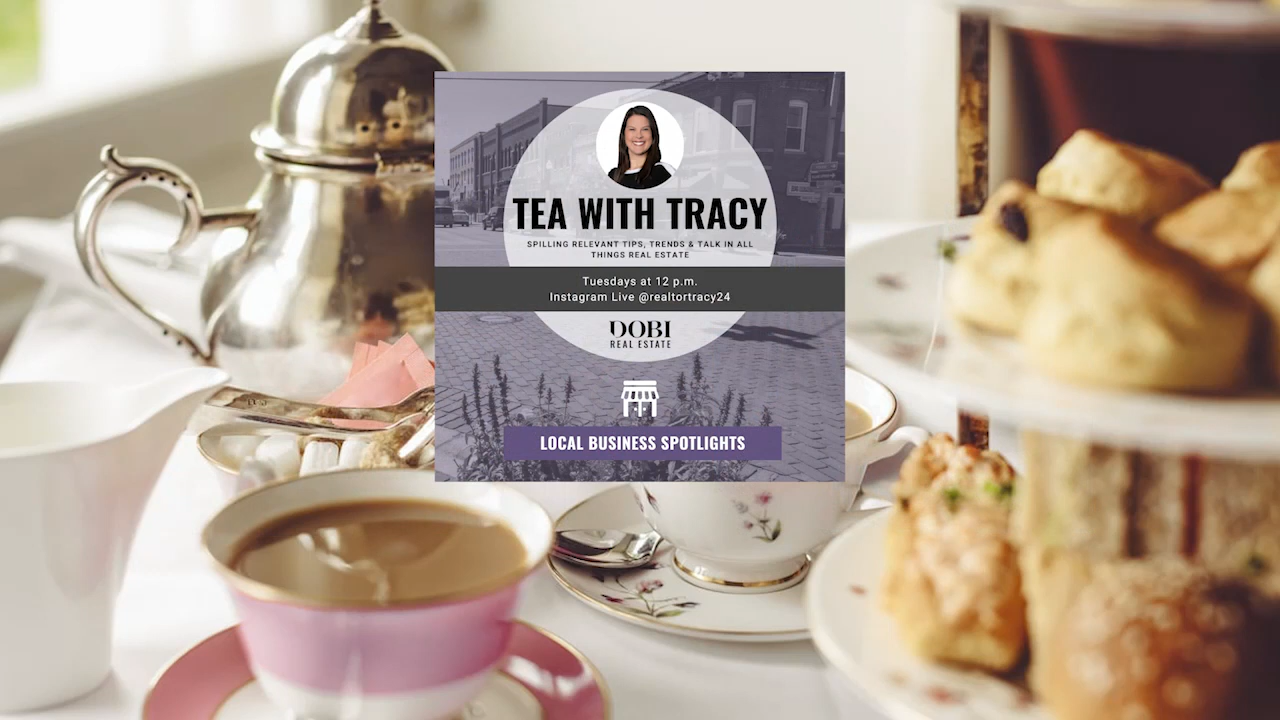 TEA WITH TRACY
SPILLING RELEVANT TIPS, TRENDS & TALK IN ALL
THINGS REAL ESTATE
Tuesdays at 12 p.m.
Instagram Live @realtortracy24
DOBI
REAL ESTATE
LOCAL BUSINESS SPOTLIGHTS